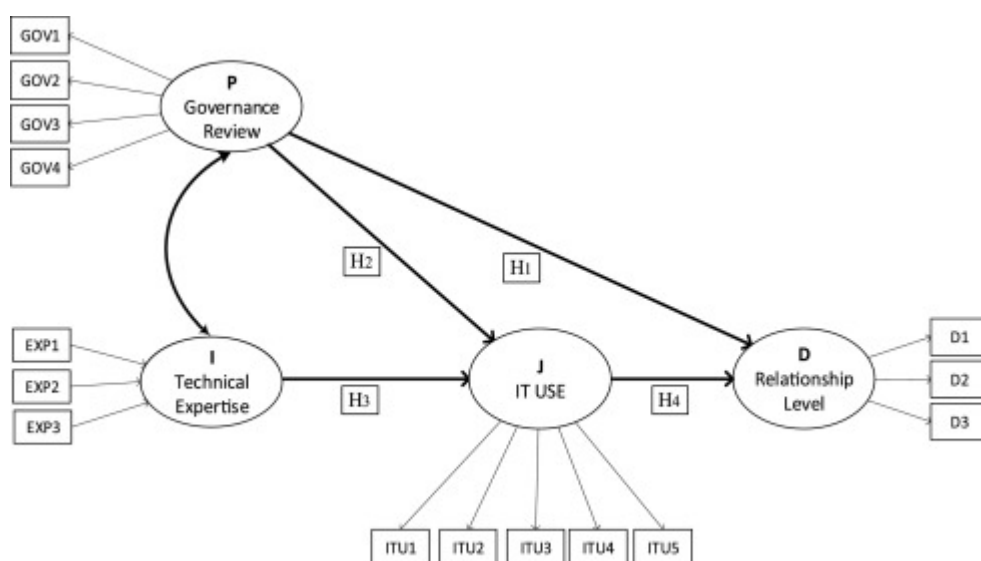 GOV1
GOV2
GOV3
GOV4
P
Governance
Review
H2
H1
EXP1
EXP2
EXP3
I
Technical
Expertise
H3
J
IT USE
H4
D
Relationship
Level
D1
D2
D3
ITU1
ITU2
ITU3
ITU4
ITU5